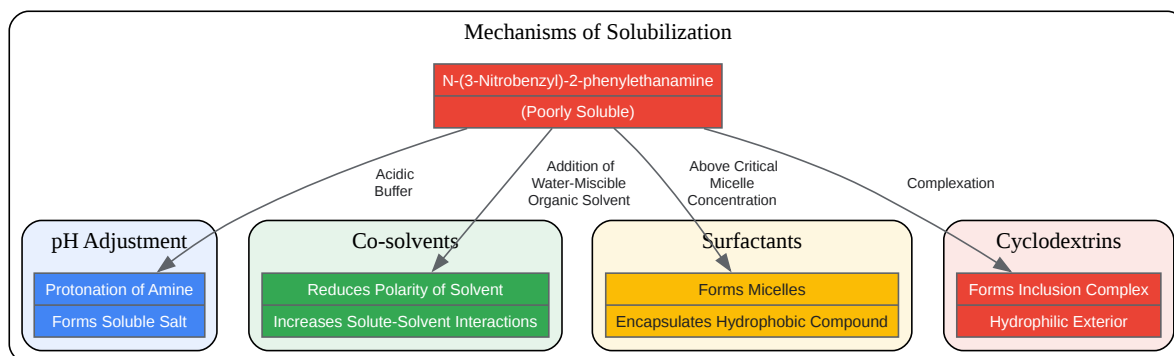 Mechanisms of Solubilization
N-(3-Nitrobenzyl)-2-phenylethanamine
(Poorly Soluble)
Acidic
Buffer
Addition of
Water-Miscible
Organic Solvent
Above Critical
Micelle
Concentration
Complexation
pH Adjustment
Protonation of Amine
Forms Soluble Salt
Co-solvents
Reduces Polarity of Solvent
Increases Solute-Solvent Interactions
Surfactants
Forms Micelles
Encapsulates Hydrophobic Compound
Cyclodextrins
Forms Inclusion Complex
Hydrophilic Exterior